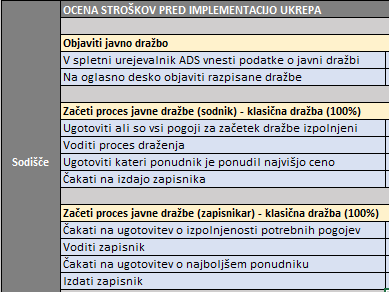 OCENA STROŠKOV PRED IMPLEMENTACIJO UKREPA
Objaviti javno dražbo
V spletni urejevalnik ADS vnesti podatke o javni dražbi
Na oglasno desko objaviti razpisane dražbe
Začeti proces javne dražbe (sodnik) - klasična dražba (100%)
Ugotoviti ali so vsi pogoji za začetek dražbe izpolnjeni
Voditi proces draženja
Sodišče
Ugotoviti kateri ponudnik je ponudil najvišjo ceno
Čakati na izdajo zapisnika
Začeti proces javne dražbe (zapisnikar) - klasična dražba (100%)
Čakati na ugotovitev o izpolnjenosti potrebnih pogojev
Voditi zapisnik
Čakati na ugotovitev o najboljšem ponudniku
Izdati zapisnik